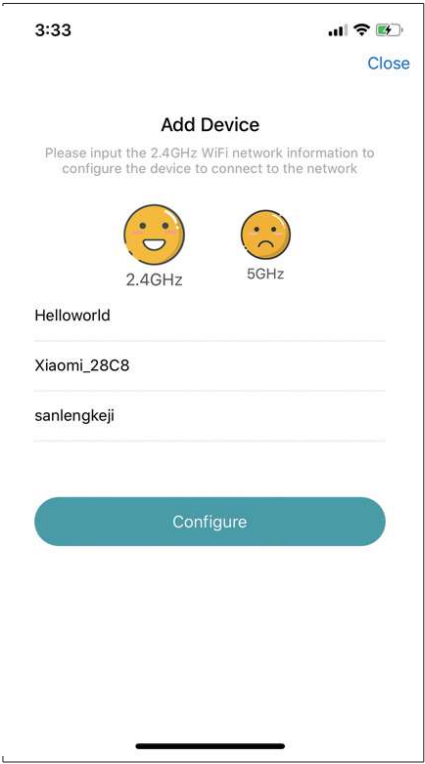 3:33
Close
Add Device
Please input the 2.4GHz WiFi network information to
configure the device to connect to the network
2.4GHz
5GHz
Helloworld
Xiaomi_28C8
sanlengkeji
Configure